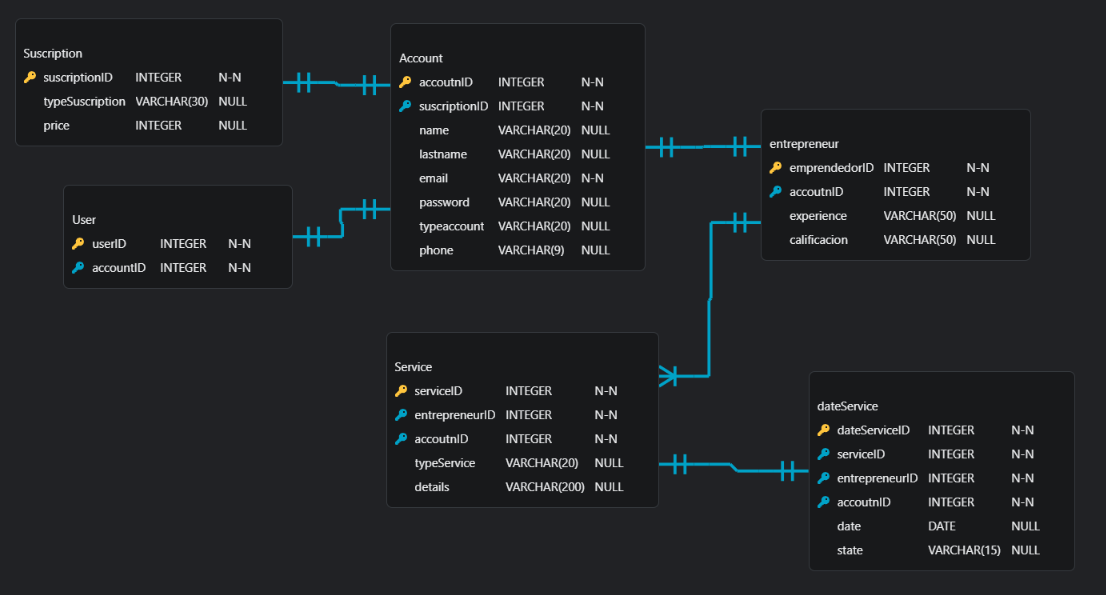 Suscription
suscriptionID INTEGER N-N
typeSuscription VARCHAR(30) NULL
price INTEGER NULL
Account
accoutnID INTEGER N-N
suscriptionID INTEGER N-N
name VARCHAR(20) NULL
lastname VARCHAR(20) NULL
email VARCHAR(20) N-N
password VARCHAR(20) NULL
typeaccount VARCHAR(20) NULL
phone VARCHAR(9) NULL
entrepreneur
emprendedorID INTEGER N-N
accoutnID INTEGER N-N
experience VARCHAR(50) NULL
calificacion VARCHAR(50) NULL
User
userID INTEGER N-N
accountID INTEGER N-N
Service
serviceID INTEGER N-N
entrepreneurID INTEGER N-N
accoutnID INTEGER N-N
typeService VARCHAR(20) NULL
details VARCHAR(200) NULL
dateService
dateServiceID INTEGER N-N
serviceID INTEGER N-N
entrepreneurID INTEGER N-N
accoutnID INTEGER N-N
date DATE NULL
state VARCHAR(15) NULL